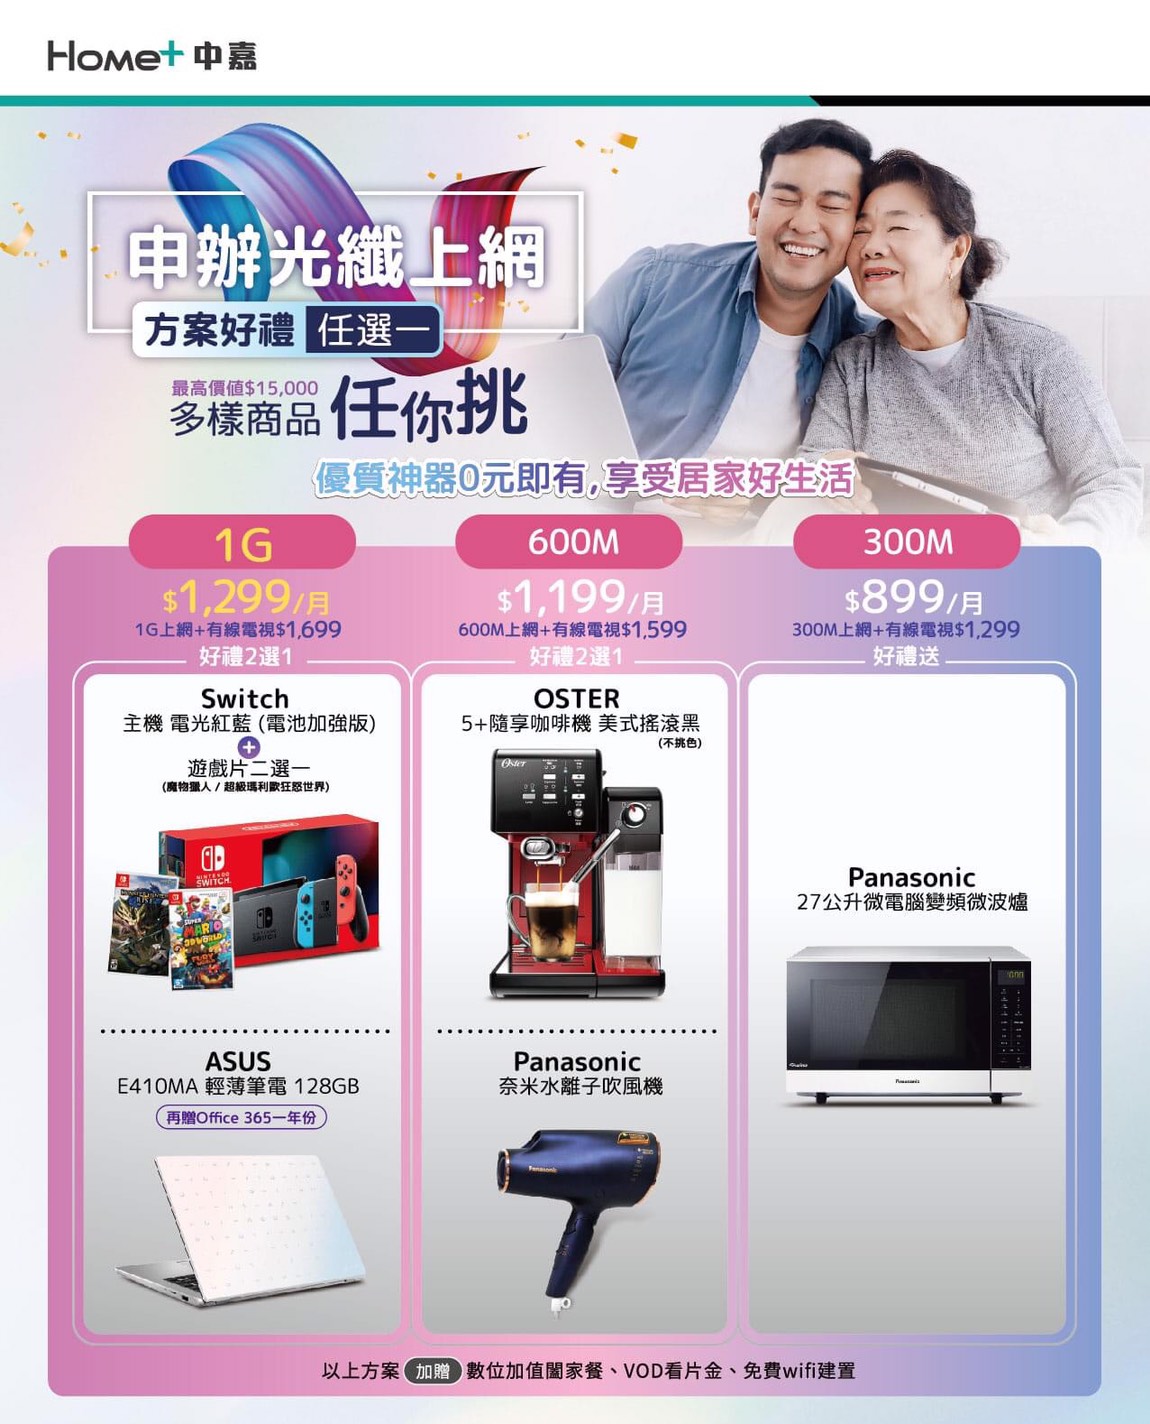 Home+ 中嘉
申辦光纖上網
方案好禮 任選一
最高價值$15,000
多樣商品 任你挑
優質神器0元即有,享受居家好生活
1G
$1,299/月
1G上網+有線電視$1,699
好禮2選1
Switch
主機 電光紅藍 (電池加強版)
+
遊戲片二選一
(魔物獵人 / 超級瑪利歐狂怒世界)
NINTENDO
SWITCH
SUPER
MARIO
3D WORLD
FURY
ASUS
E410MA 輕薄筆電 128GB
再贈Office 365一年份
600M
$1,199/月
600M上網+有線電視$1,599
好禮2選1
OSTER
5+隨享咖啡機 美式搖滾黑
(不挑色)
Oster
Panasonic
奈米水離子吹風機
Panasonic
300M
$899/月
300M上網+有線電視$1,299
好禮送
Panasonic
27公升微電腦變頻微波爐
Panasonic
以上方案 加贈 數位加值闔家餐、VOD看片金、免費wifi建置